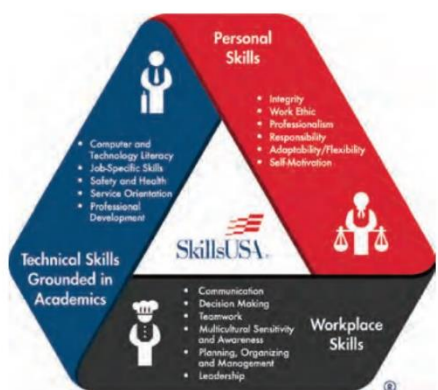 Personal
Skills
• Integrity
• Work Ethic
• Professionalism
• Responsibility
• Adaptability/Flexibility
• Self-Motivation
• Computer and
Technology Literacy
• Job-Specific Skills
• Safety and Health
• Service Orientation
• Professional
Development
SkillsUSA®
Technical Skills
Grounded in
Academics
• Communication
• Decision Making
• Teamwork
• Multicultural Sensitivity
and Awareness
• Planning, Organizing
and Management
• Leadership
Workplace
Skills
®